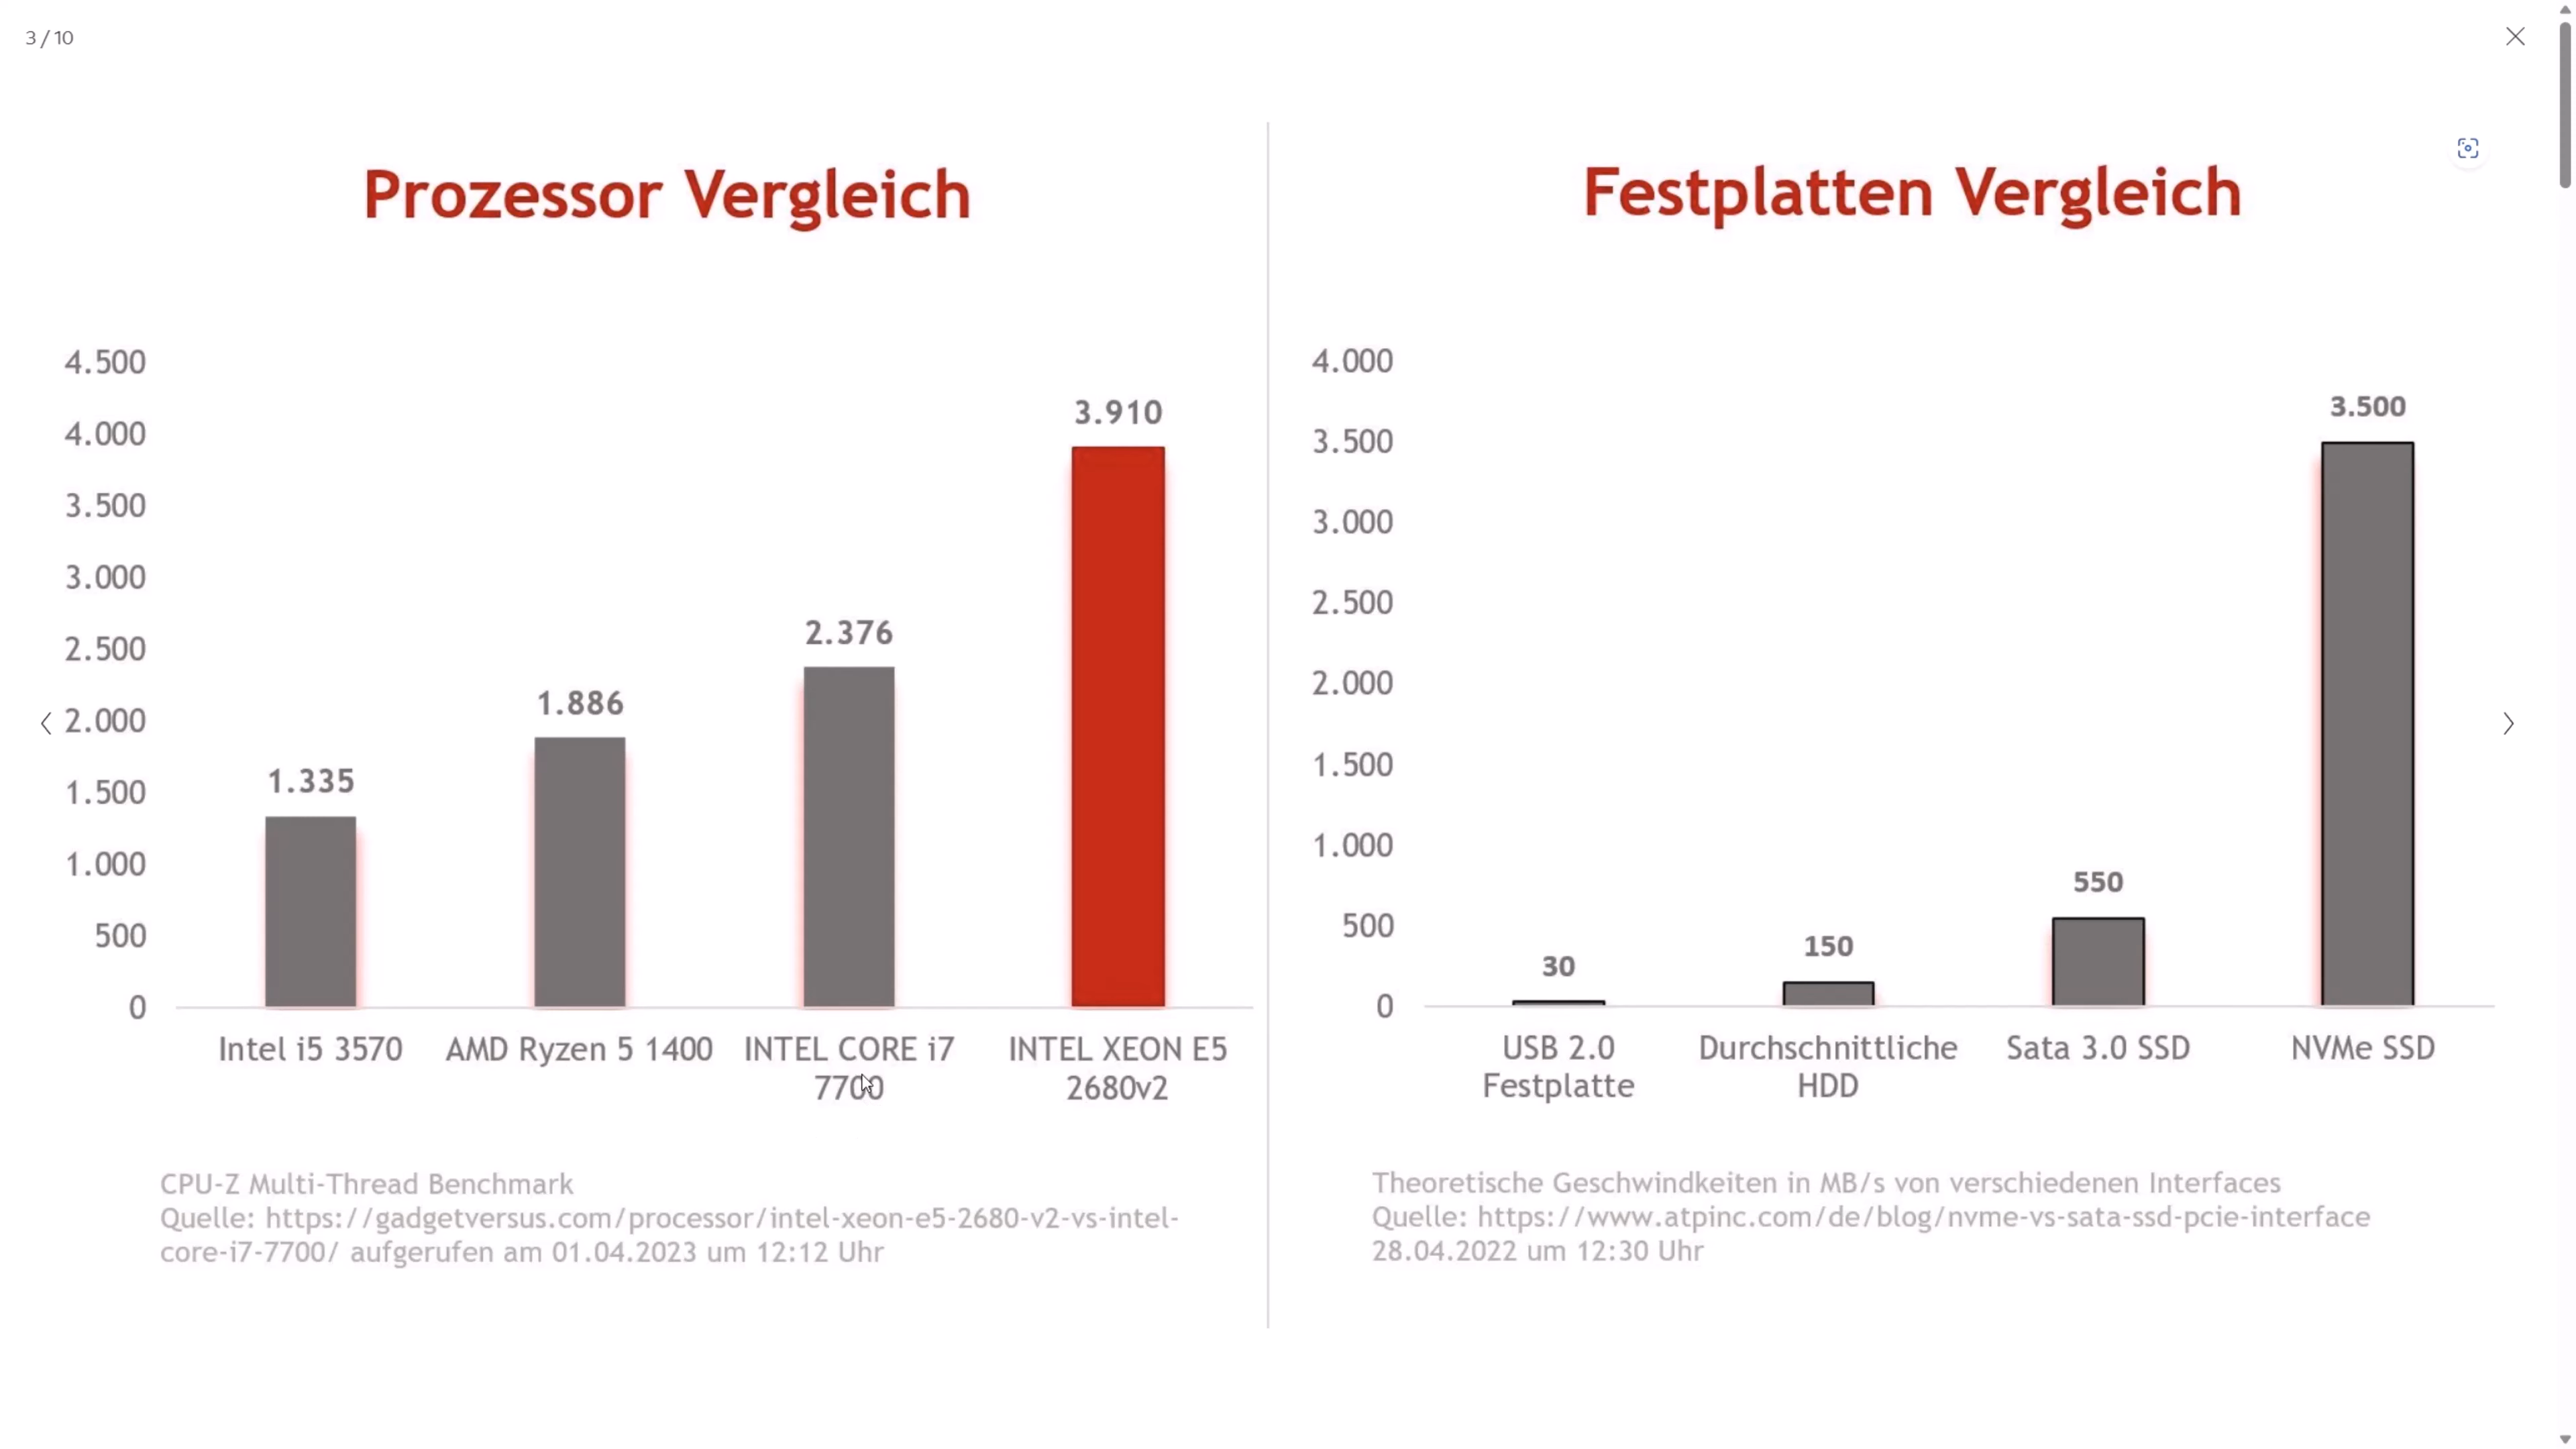 3 / 10
Prozessor Vergleich
4.500
4.000
3.500
3.000
2.500
2.000
1.500
1.000
500
0
1.335
1.886
2.376
3.910
Intel i5 3570
AMD Ryzen 5 1400
INTEL CORE i7
7700
INTEL XEON E5
2680v2
CPU-Z Multi-Thread Benchmark
Quelle: https://gadgetversus.com/processor/intel-xeon-e5-2680-v2-vs-intel-
core-i7-7700/ aufgerufen am 01.04.2023 um 12:12 Uhr
Festplatten Vergleich
4.000
3.500
3.000
2.500
2.000
1.500
1.000
500
0
30
150
550
3.500
USB 2.0
Festplatte
Durchschnittliche
HDD
Sata 3.0 SSD
NVMe SSD
Theoretische Geschwindkeiten in MB/s von verschiedenen Interfaces
Quelle: https://www.atpinc.com/de/blog/nvme-vs-sata-ssd-pcie-interface
28.04.2022 um 12:30 Uhr